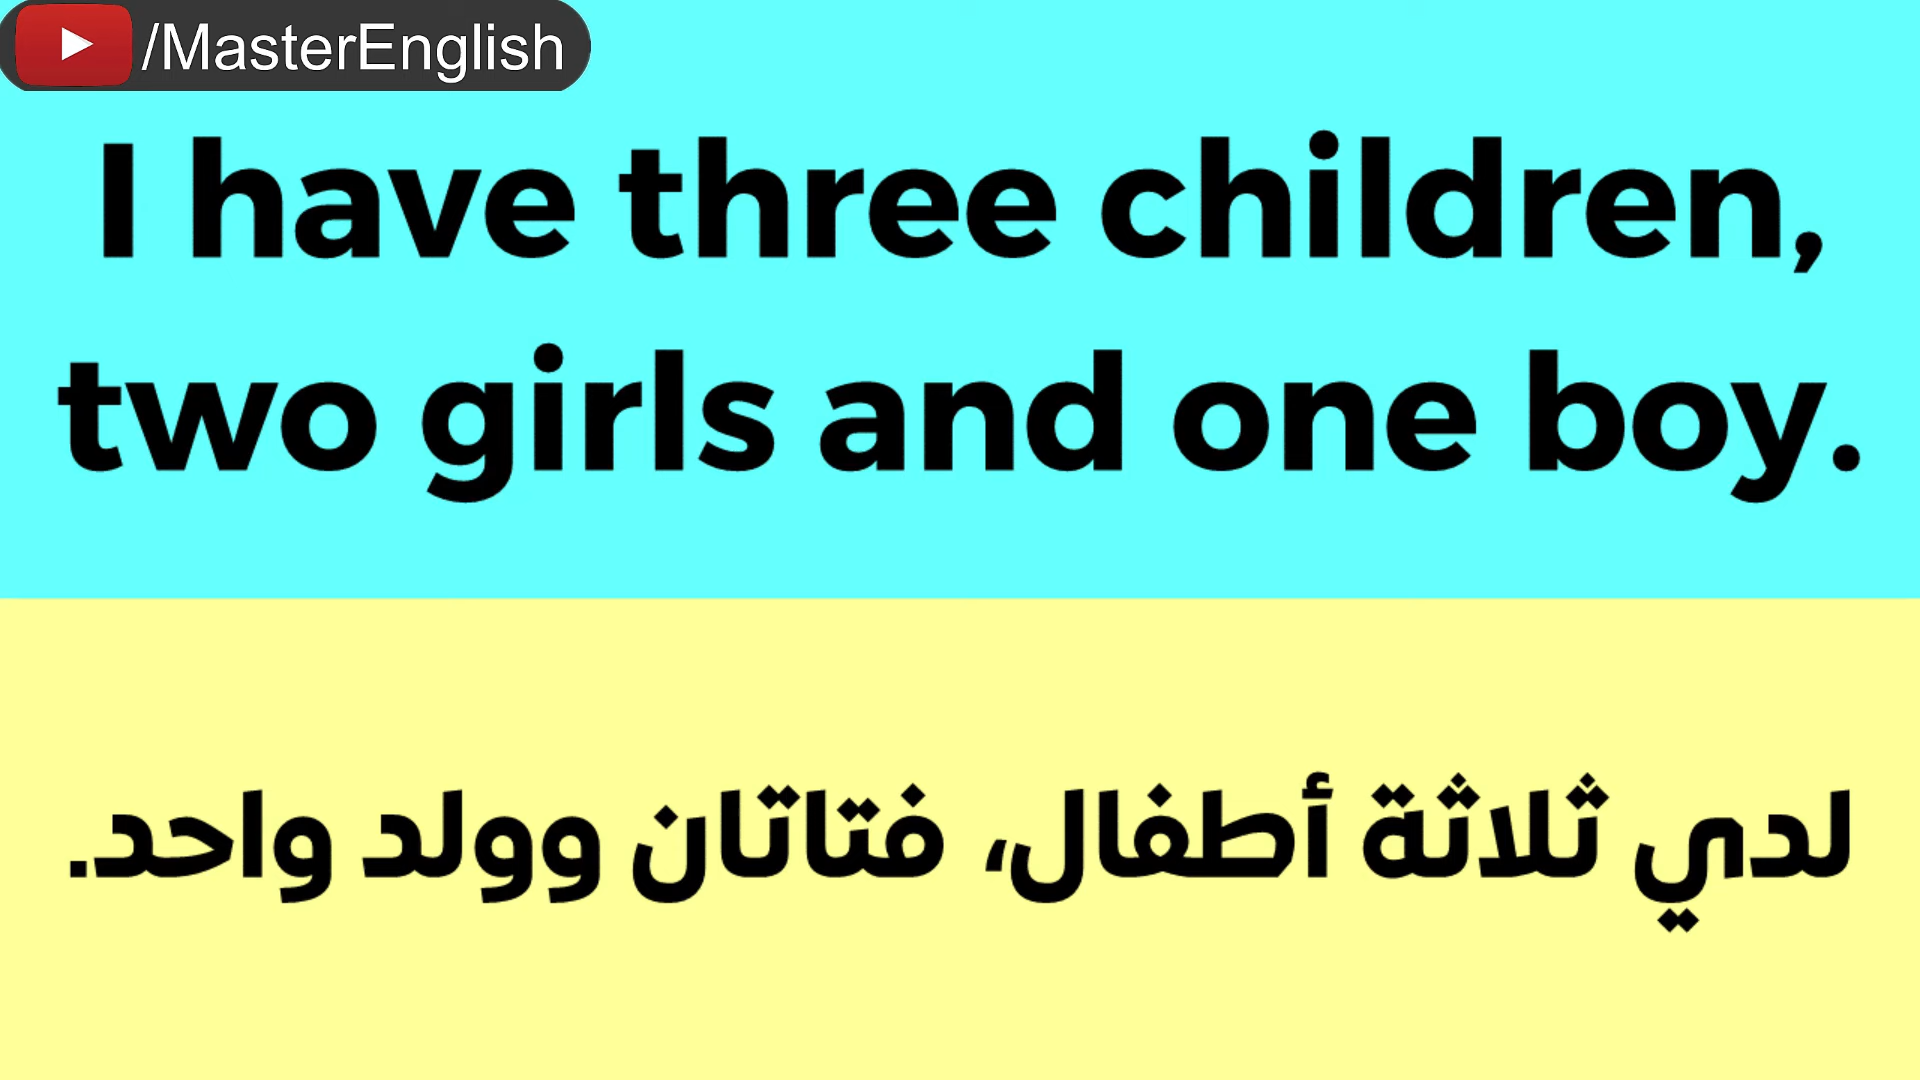 /MasterEnglish
I have three children,
two girls and one boy.
لدي ثلاثة أطفال، فتاتان وولد واحد.